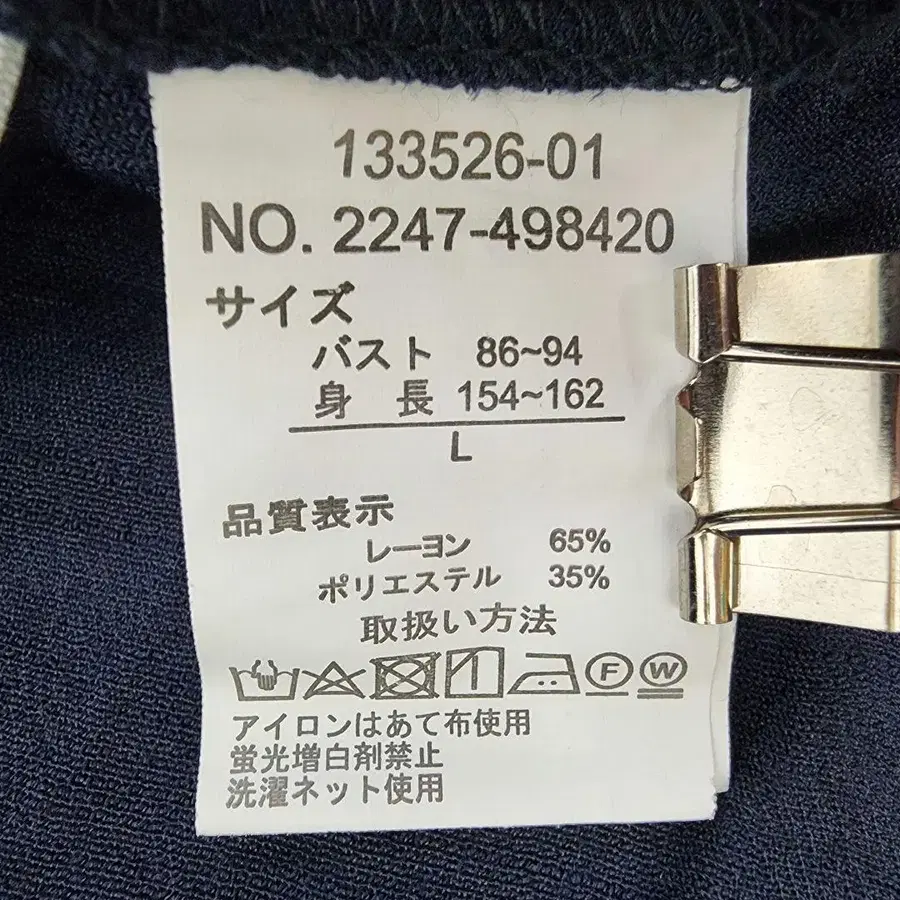 133526-01
NO. 2247-498420
サイズ
バスト 86~94
身 長 154~162
L
品質表示
レーヨン 65%
ポリエステル 35%
取扱い方法
F W
アイロンはあて布使用
蛍光増白剤禁止
洗濯ネット使用